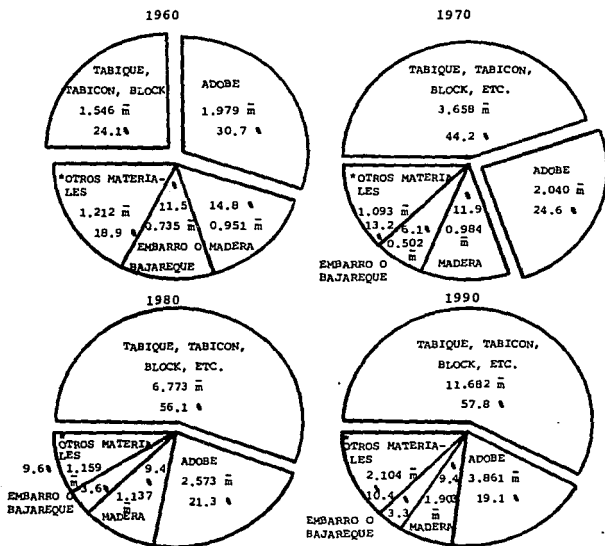 1960
TABIQUE,
TABICON, BLOCK
1.546 m̄
24.1%
ADOBE
1.979 m̄
30.7 %
*OTROS MATERIA-
LES
1.212 m̄
18.9 %
%
11.5
0.735 m̄
EMBARRO O
BAJAREQUE
14.8 %
0.951 m̄
MADERA
1970
TABIQUE, TABICON,
BLOCK, ETC.
3.658 m̄
44.2 %
ADOBE
2.040 m̄
24.6 %
*OTROS MATERIA
LES
1.093 m̄
13.2
%
6.1%
0.502
m̄
EMBARRO O
BAJAREQUE
%
11.9
0.984
m̄
MADERA
1980
TABIQUE, TABICON,
BLOCK, ETC.
6.773 m̄
56.1 %
*OTROS MATERIA
LES
9.6%
1.159
m̄
3.6%
EMBARRO O
BAJAREQUE
9.4
%
1.137
m̄
MADERA
ADOBE
2.573 m̄
21.3 %
1990
TABIQUE, TABICON,
BLOCK, ETC.
11.682 m̄
57.8 %
*OTROS MATERIA-
LES
2.104 m̄
%
10.4
3.3
EMBARRO O
BAJAREQUE
9.4
%
1.903
m̄
MADERA
ADOBE
3.861 m̄
19.1 %